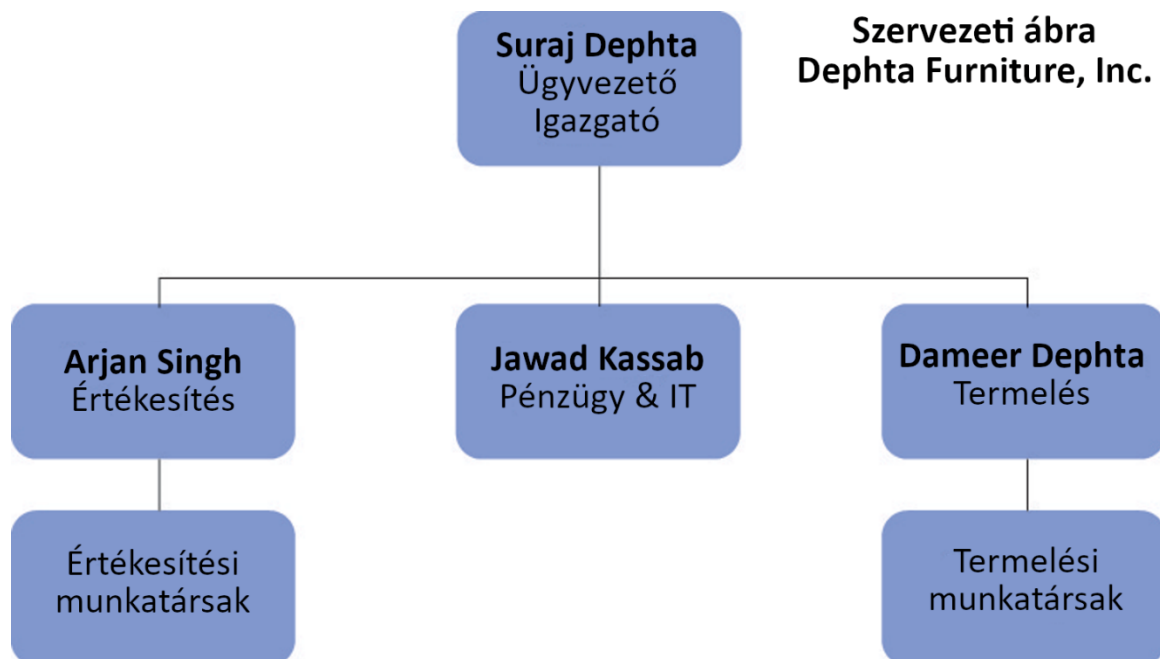 Szervezeti ábra
Dephta Furniture, Inc.
Suraj Dephta
Ügyvezető
Igazgató
Arjan Singh
Értékesítés
Jawad Kassab
Pénzügy & IT
Dameer Dephta
Termelés
Értékesítési
munkatársak
Termelési
munkatársak